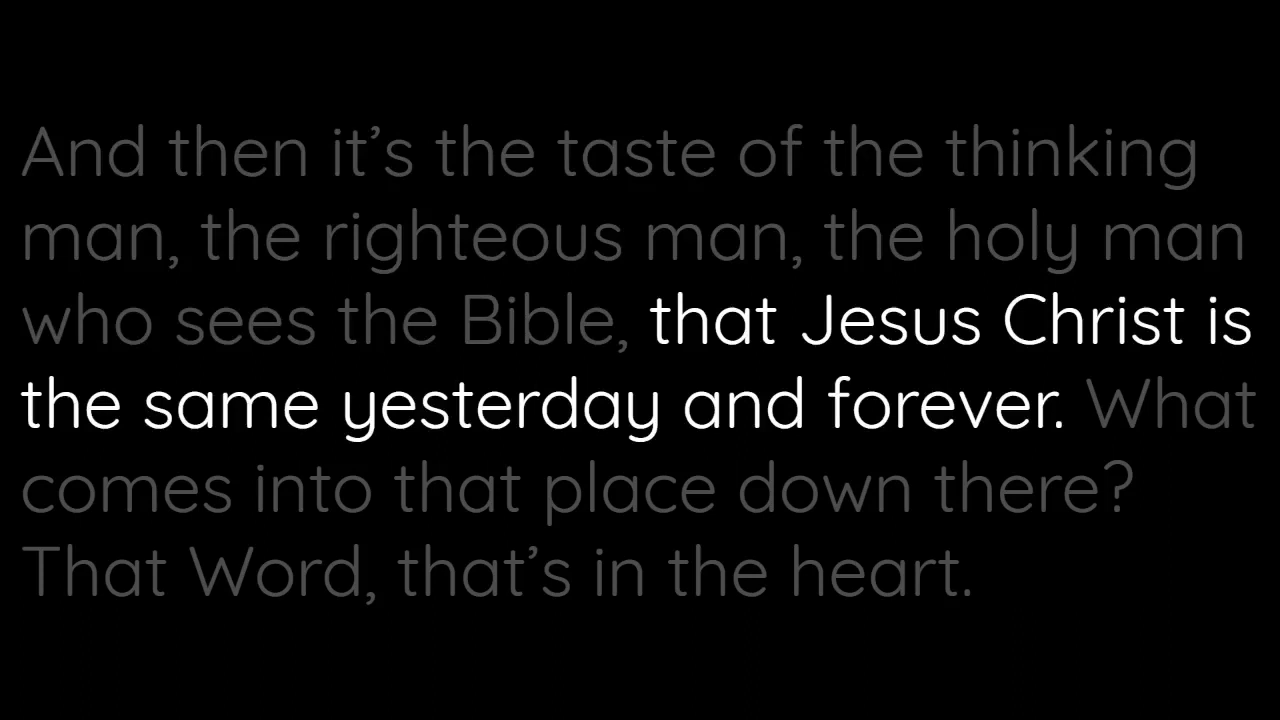 And then it’s the taste of the thinking
man, the righteous man, the holy man
who sees the Bible, that Jesus Christ is
the same yesterday and forever. What
comes into that place down there?
That Word, that’s in the heart.